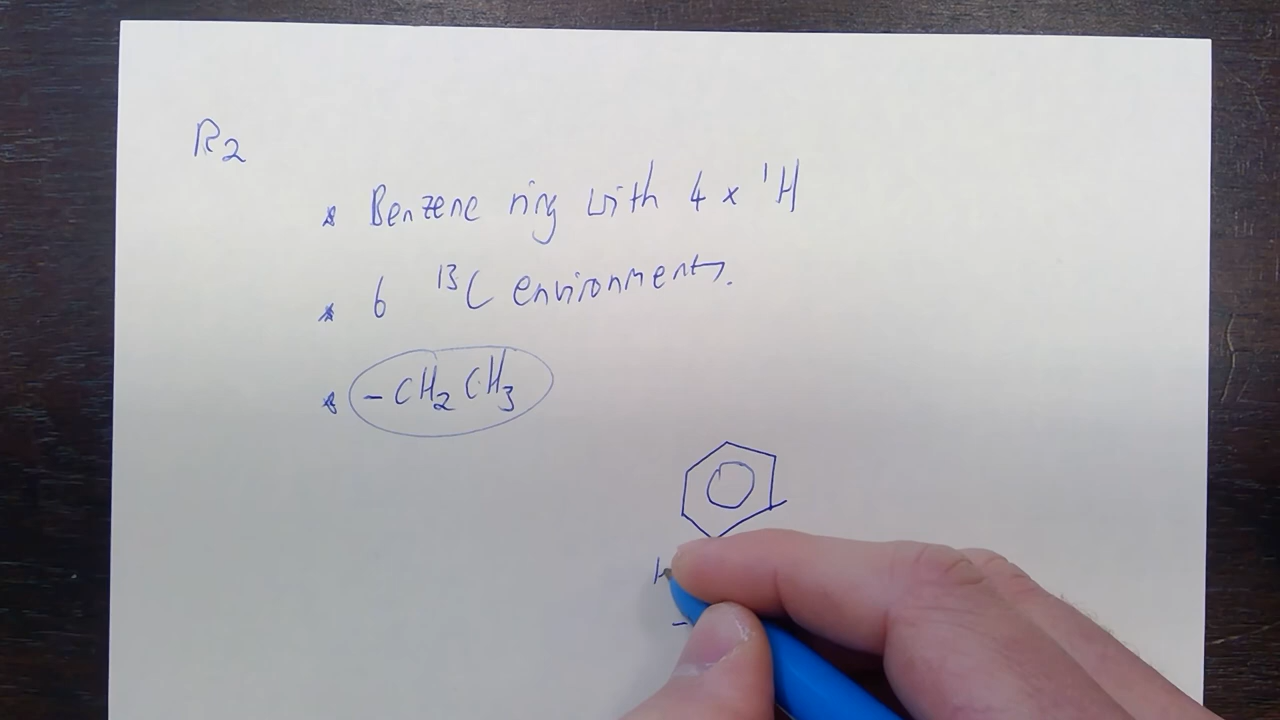 R2
* Benzene ring with 4 x ¹H
* 6 ¹³C environments.
* -CH₂CH₃